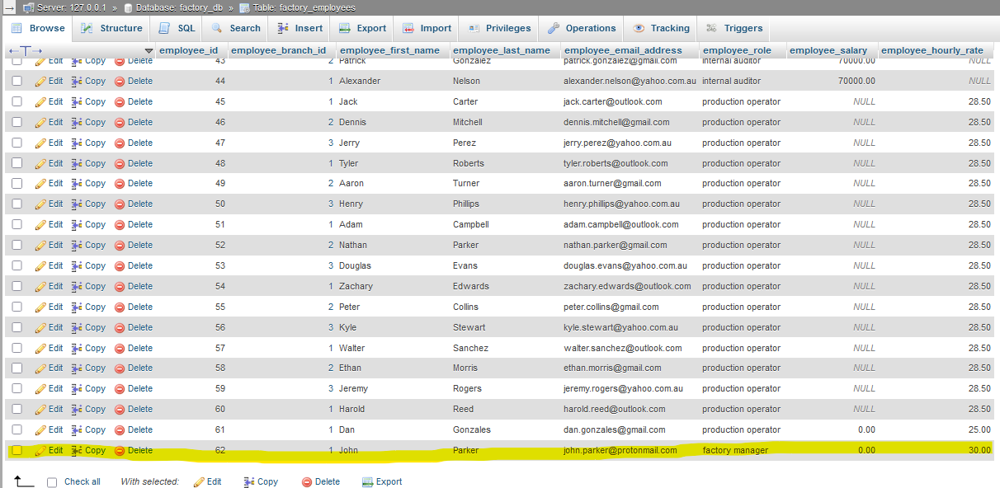 Server: 127.0.0.1 » Database: factory_db » Table: factory_employees
Browse Structure SQL Search Insert Export Import Privileges Operations Tracking Triggers
employee_id employee_branch_id employee_first_name employee_last_name employee_email_address employee_role employee_salary employee_hourly_rate
Edit Copy Delete 43 2 Patrick Gonzalez patrick.gonzalez@gmail.com internal auditor 70000.00 NULL
Edit Copy Delete 44 1 Alexander Nelson alexander.nelson@yahoo.com.au internal auditor 70000.00 NULL
Edit Copy Delete 45 1 Jack Carter jack.carter@outlook.com production operator NULL 28.50
Edit Copy Delete 46 2 Dennis Mitchell dennis.mitchell@gmail.com production operator NULL 28.50
Edit Copy Delete 47 3 Jerry Perez jerry.perez@yahoo.com.au production operator NULL 28.50
Edit Copy Delete 48 1 Tyler Roberts tyler.roberts@outlook.com production operator NULL 28.50
Edit Copy Delete 49 2 Aaron Turner aaron.turner@gmail.com production operator NULL 28.50
Edit Copy Delete 50 3 Henry Phillips henry.phillips@yahoo.com.au production operator NULL 28.50
Edit Copy Delete 51 1 Adam Campbell adam.campbell@outlook.com production operator NULL 28.50
Edit Copy Delete 52 2 Nathan Parker nathan.parker@gmail.com production operator NULL 28.50
Edit Copy Delete 53 3 Douglas Evans douglas.evans@yahoo.com.au production operator NULL 28.50
Edit Copy Delete 54 1 Zachary Edwards zachary.edwards@outlook.com production operator NULL 28.50
Edit Copy Delete 55 2 Peter Collins peter.collins@gmail.com production operator NULL 28.50
Edit Copy Delete 56 3 Kyle Stewart kyle.stewart@yahoo.com.au production operator NULL 28.50
Edit Copy Delete 57 1 Walter Sanchez walter.sanchez@outlook.com production operator NULL 28.50
Edit Copy Delete 58 2 Ethan Morris ethan.morris@gmail.com production operator NULL 28.50
Edit Copy Delete 59 3 Jeremy Rogers jeremy.rogers@yahoo.com.au production operator NULL 28.50
Edit Copy Delete 60 1 Harold Reed harold.reed@outlook.com production operator NULL 28.50
Edit Copy Delete 61 1 Dan Gonzales dan.gonzales@gmail.com production operator 0.00 25.00
Edit Copy Delete 62 1 John Parker john.parker@protonmail.com factory manager 0.00 30.00
Check all With selected: Edit Copy Delete Export